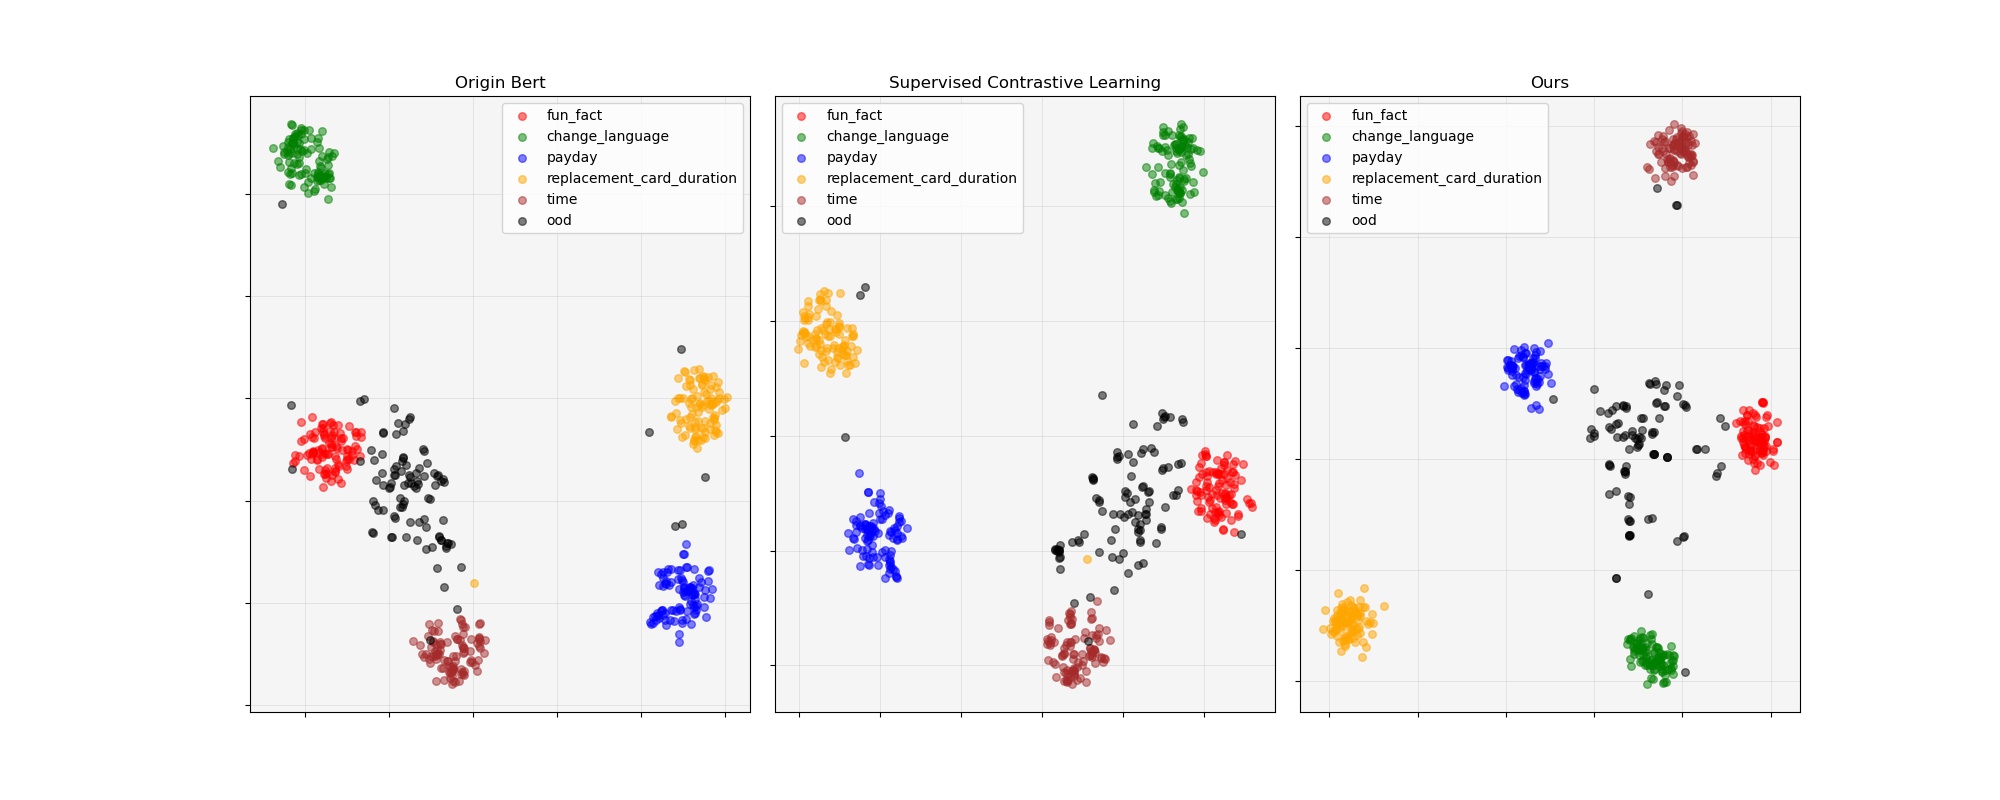 Origin Bert
fun_fact
change_language
payday
replacement_card_duration
time
ood
Supervised Contrastive Learning
fun_fact
change_language
payday
replacement_card_duration
time
ood
Ours
fun_fact
change_language
payday
replacement_card_duration
time
ood